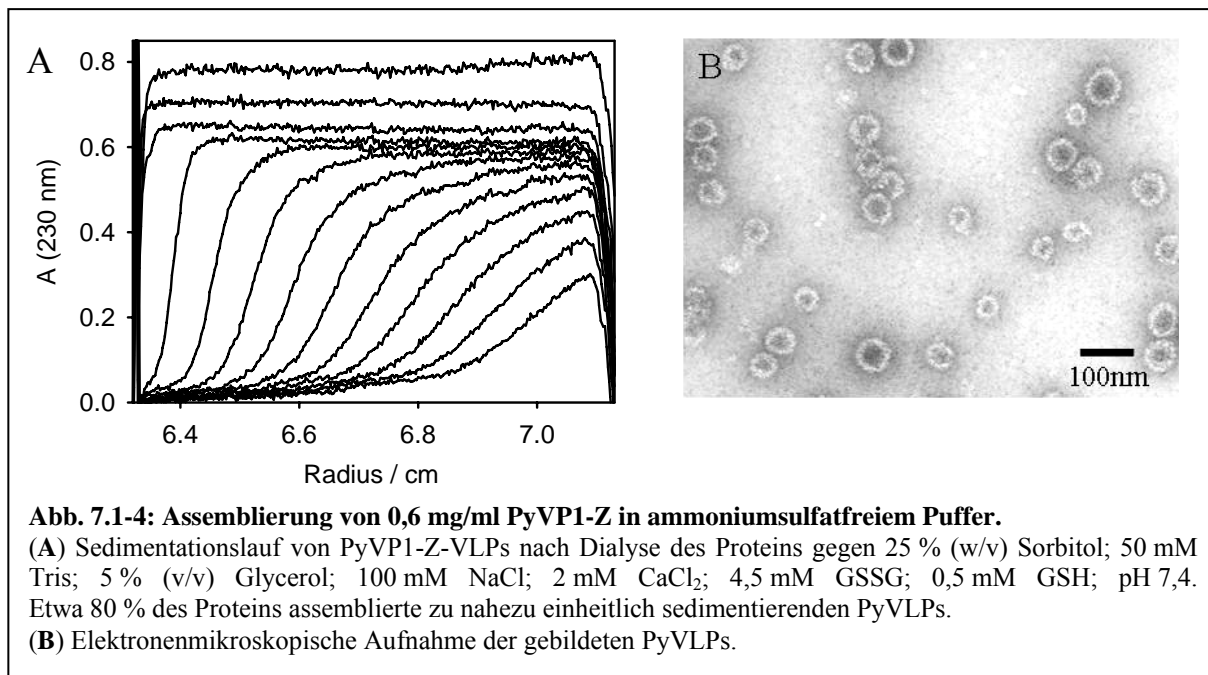 A
0.8
0.6
0.4
0.2
0.0
A (230 nm)
6.4 6.6 6.8 7.0
Radius / cm
B
100nm
Abb. 7.1-4: Assemblierung von 0,6 mg/ml PyVP1-Z in ammoniumsulfatfreiem Puffer.
(A) Sedimentationslauf von PyVP1-Z-VLPs nach Dialyse des Proteins gegen 25 % (w/v) Sorbitol; 50 mM
Tris; 5 % (v/v) Glycerol; 100 mM NaCl; 2 mM CaCl₂; 4,5 mM GSSG; 0,5 mM GSH; pH 7,4.
Etwa 80 % des Proteins assemblierte zu nahezu einheitlich sedimentierenden PyVLPs.
(B) Elektronenmikroskopische Aufnahme der gebildeten PyVLPs.